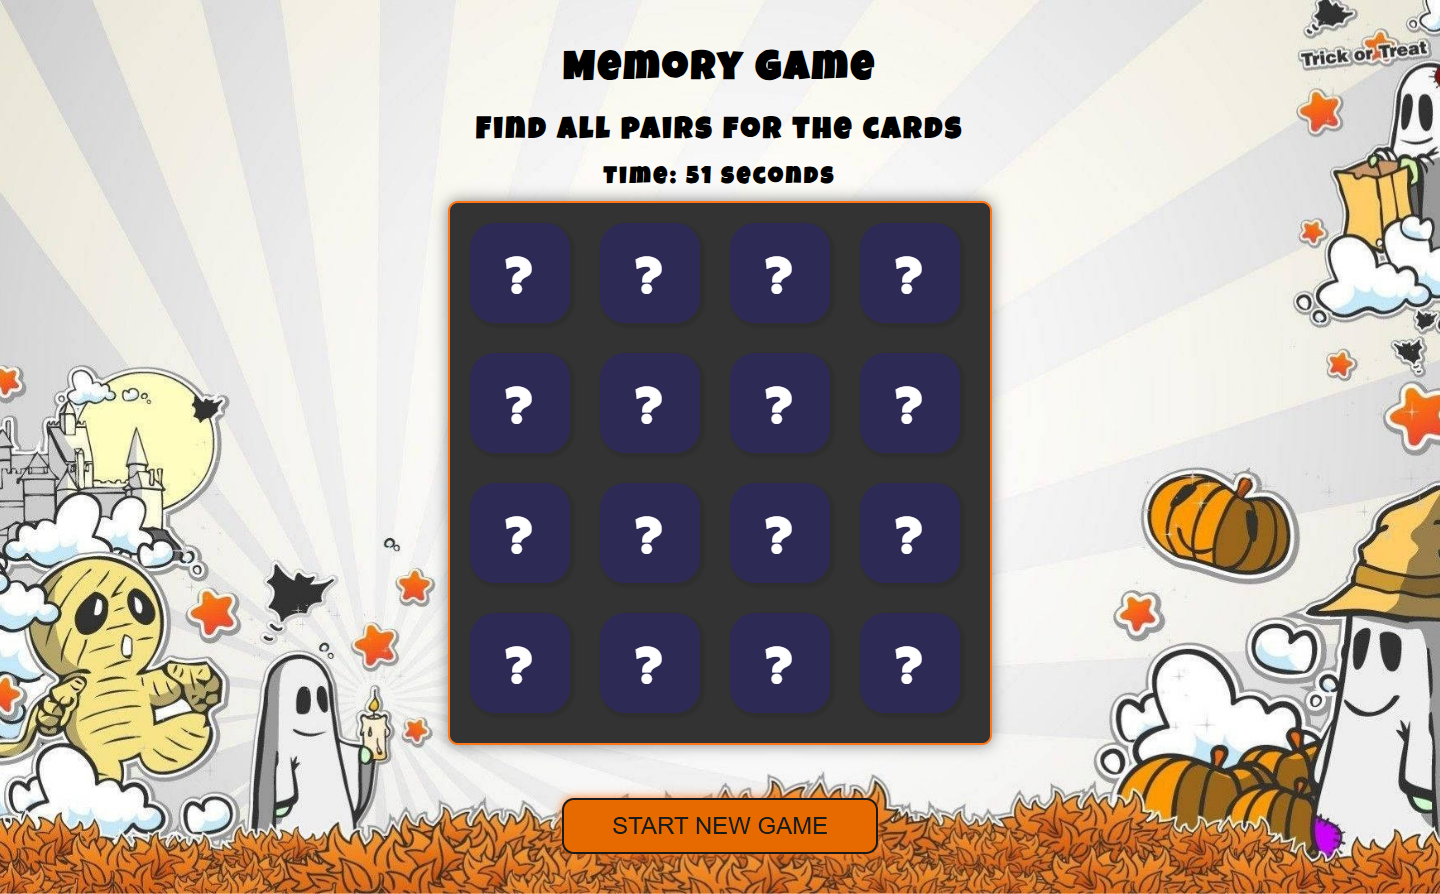 Memory Game
Find all pairs for the cards
Time: 51 seconds
Trick or Treat
? ? ? ?
? ? ? ?
? ? ? ?
? ? ? ?
START NEW GAME